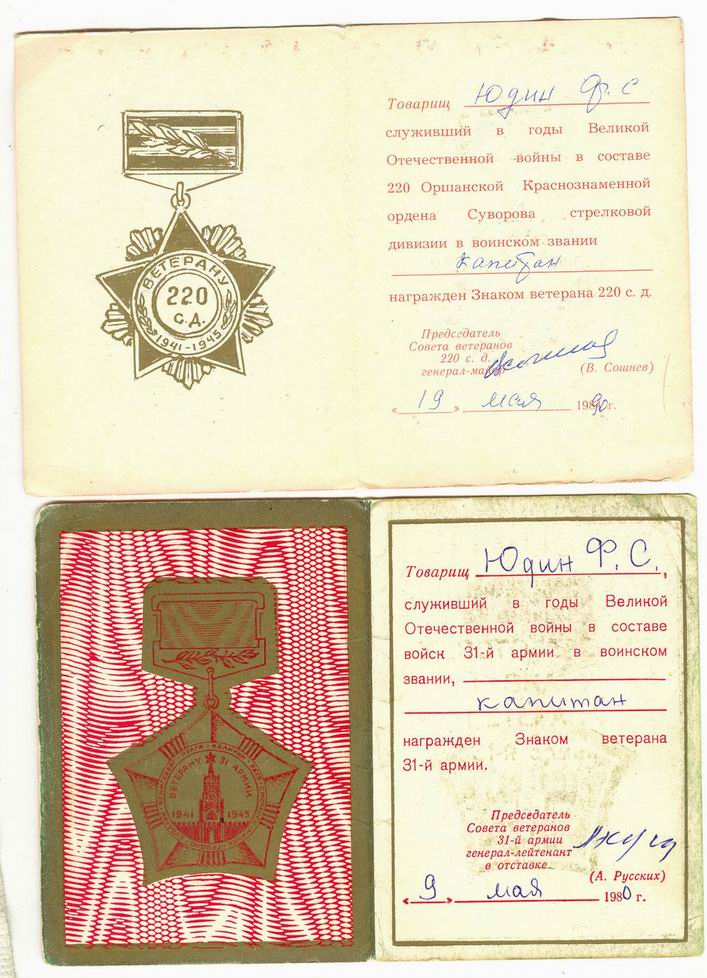 ВЕТЕРАНУ
220
С.Д.
1941-1945
Товарищ Юдин Ф. С
служивший в годы Великой
Отечественной войны в составе
220 Оршанской Краснознаменной
ордена Суворова стрелковой
дивизии в воинском звании
капитан
награжден Знаком ветерана 220 с. д.
Председатель
Совета ветеранов
220 с. д.
генерал-майор (В. Сошнев)
«19» мая 1990 г.
ВЕТЕРАНУ 31 АРМИИ
1941 1945
Товарищ Юдин Ф. С.,
служивший в годы Великой
Отечественной войны в составе
войск 31-й армии в воинском
звании,
капитан
награжден Знаком ветерана
31-й армии.
Председатель
Совета ветеранов
31-й армии
генерал-лейтенант
в отставке
(А. Русских)
«9» мая 1980 г.